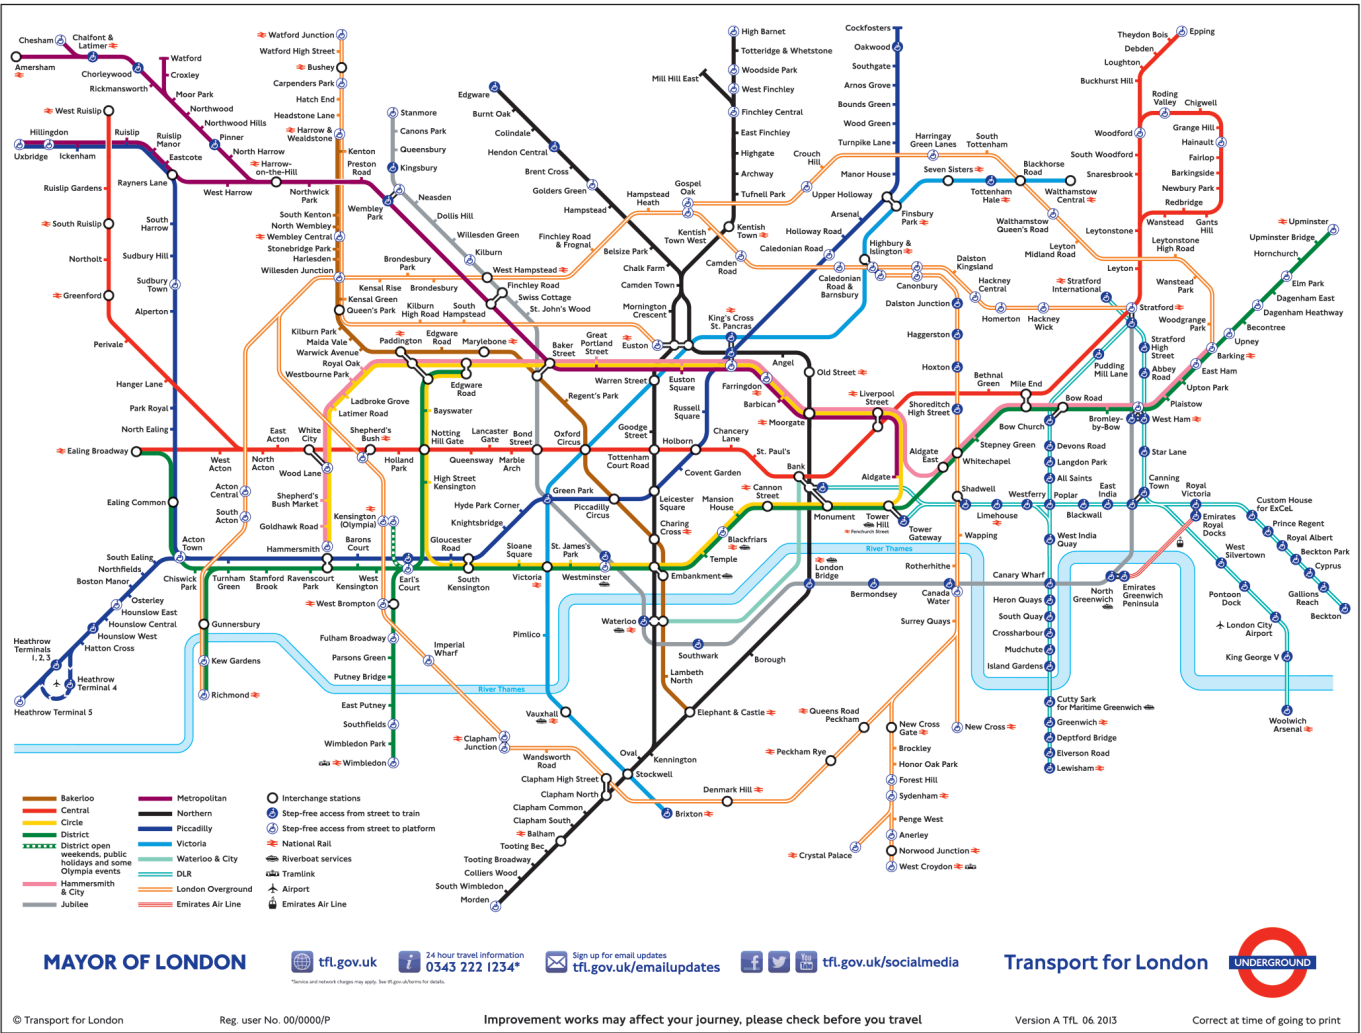 Chesham
Chalfont &
Latimer
Amersham
Chorleywood
Rickmansworth
Watford
Croxley
Moor Park
Northwood
Northwood Hills
Pinner
North Harrow
Harrow-
on-the-Hill
West Ruislip
Hillingdon
Uxbridge
Ickenham
Ruislip
Ruislip
Manor
Eastcote
Rayners Lane
West Harrow
Northwick
Park
Preston
Road
Wembley
Park
Ruislip Gardens
South Ruislip
Northolt
Greenford
Perivale
Hanger Lane
Park Royal
North Ealing
Ealing Broadway
Ealing Common
South
Harrow
Sudbury Hill
Sudbury
Town
Alperton
Watford Junction
Watford High Street
Bushey
Carpenders Park
Hatch End
Headstone Lane
Harrow &
Wealdstone
Kenton
South Kenton
North Wembley
Wembley Central
Stonebridge Park
Harlesden
Willesden Junction
Kensal Green
Queen's Park
Kilburn Park
Maida Vale
Warwick Avenue
Royal Oak
Westbourne Park
Stanmore
Canons Park
Queensbury
Kingsbury
Neasden
Dollis Hill
Willesden Green
Kilburn
West Hampstead
Finchley Road
Swiss Cottage
St. John's Wood
Brondesbury
Park
Kensal Rise
Brondesbury
Kilburn
High Road
South
Hampstead
Edgware
Burnt Oak
Colindale
Hendon Central
Brent Cross
Golders Green
Hampstead
Finchley Road
& Frognal
Belsize Park
Chalk Farm
Camden Town
Mornington
Crescent
Hampstead
Heath
Gospel
Oak
Kentish
Town West
High Barnet
Totteridge & Whetstone
Woodside Park
Mill Hill East
West Finchley
Finchley Central
East Finchley
Highgate
Archway
Tufnell Park
Kentish
Town
Camden
Road
Cockfosters
Oakwood
Southgate
Arnos Grove
Bounds Green
Wood Green
Turnpike Lane
Manor House
Crouch
Hill
Upper Holloway
Harringay
Green Lanes
South
Tottenham
Seven Sisters
Tottenham
Hale
Blackhorse
Road
Walthamstow
Central
Arsenal
Holloway Road
Caledonian Road
Finsbury
Park
Highbury &
Islington
Caledonian
Road &
Barnsbury
Canonbury
Dalston
Kingsland
Hackney
Central
Homerton
Hackney
Wick
Dalston Junction
Haggerston
Hoxton
Shoreditch
High Street
Walthamstow
Queen's Road
Leyton
Midland Road
Leytonstone
High Road
Wanstead
Park
Woodgrange
Park
Theydon Bois
Epping
Debden
Loughton
Buckhurst Hill
Roding
Valley
Chigwell
Grange Hill
Hainault
Fairlop
Barkingside
Newbury Park
Redbridge
Gants
Hill
Wanstead
Woodford
South Woodford
Snaresbrook
Leytonstone
Leyton
Stratford
International
Stratford
Stratford
High
Street
Abbey
Road
Pudding
Mill Lane
Upminster
Upminster Bridge
Hornchurch
Elm Park
Dagenham East
Dagenham Heathway
Becontree
Upney
Barking
East Ham
Upton Park
Plaistow
West Ham
Bromley-
by-Bow
Bow Road
Bow Church
Mile End
Bethnal
Green
Stepney Green
Whitechapel
Devons Road
Langdon Park
All Saints
Star Lane
Canning
Town
Royal
Victoria
Paddington
Edgware
Road
Marylebone
Baker
Street
Great
Portland
Street
Euston
Euston
Square
Warren Street
King's Cross
St. Pancras
Angel
Old Street
Farringdon
Barbican
Moorgate
Liverpool
Street
Edgware
Road
Regent's Park
Russell
Square
Goodge
Street
Ladbroke Grove
Latimer Road
Bayswater
White
City
Shepherd's
Bush
Wood Lane
Shepherd's
Bush Market
Goldhawk Road
Hammersmith
East
Acton
West
Acton
North
Acton
Holland
Park
Notting
Hill Gate
Queensway
Lancaster
Gate
Marble
Arch
Bond
Street
Oxford
Circus
Tottenham
Court Road
Holborn
Chancery
Lane
St. Paul's
Bank
Aldgate
East
Aldgate
High Street
Kensington
Kensington
(Olympia)
Barons
Court
Gloucester
Road
Hyde Park Corner
Knightsbridge
Green Park
Piccadilly
Circus
Leicester
Square
Covent Garden
Charing
Cross
Mansion
House
Cannon
Street
Monument
Tower
Hill
Fenchurch Street
Tower
Gateway
Blackfriars
Temple
Embankment
Acton
Central
South
Acton
Acton
Town
South Ealing
Northfields
Boston Manor
Osterley
Hounslow East
Hounslow Central
Hounslow West
Hatton Cross
Heathrow
Terminals
1, 2, 3
Heathrow
Terminal 4
Heathrow Terminal 5
Chiswick
Park
Turnham
Green
Stamford
Brook
Ravenscourt
Park
West
Kensington
Earl's
Court
South
Kensington
Sloane
Square
Victoria
St. James's
Park
Westminster
Gunnersbury
Kew Gardens
Richmond
West Brompton
Fulham Broadway
Parsons Green
Putney Bridge
East Putney
Southfields
Wimbledon Park
Wimbledon
Imperial
Wharf
Clapham
Junction
Wandsworth
Road
Pimlico
Vauxhall
Waterloo
Southwark
Lambeth
North
Elephant & Castle
Borough
London
Bridge
Bermondsey
Canada
Water
River Thames
River Thames
Kennington
Oval
Stockwell
Brixton
Clapham High Street
Clapham North
Clapham Common
Clapham South
Balham
Tooting Bec
Tooting Broadway
Colliers Wood
South Wimbledon
Morden
Denmark Hill
Peckham Rye
Queens Road
Peckham
Shadwell
Wapping
Rotherhithe
Surrey Quays
New Cross
New Cross
Gate
Brockley
Honor Oak Park
Forest Hill
Sydenham
Penge West
Anerley
Norwood Junction
West Croydon
Crystal Palace
Limehouse
Westferry
Poplar
Blackwall
East
India
West India
Quay
Canary Wharf
Heron Quays
South Quay
Crossharbour
Mudchute
Island Gardens
Cutty Sark
for Maritime Greenwich
Greenwich
Deptford Bridge
Elverson Road
Lewisham
North
Greenwich
Emirates
Greenwich
Peninsula
Emirates
Royal
Docks
Custom House
for ExCeL
Prince Regent
Royal Albert
Beckton Park
Cyprus
Gallions
Reach
Beckton
West
Silvertown
Pontoon
Dock
London City
Airport
King George V
Woolwich
Arsenal
Bakerloo
Central
Circle
District
District open
weekends, public
holidays and some
Olympia events
Hammersmith
& City
Jubilee
Metropolitan
Northern
Piccadilly
Victoria
Waterloo & City
DLR
London Overground
Emirates Air Line
Interchange stations
Step-free access from street to train
Step-free access from street to platform
National Rail
Riverboat services
Tramlink
Airport
Emirates Air Line
MAYOR OF LONDON
tfl.gov.uk
24 hour travel information
0343 222 1234*
Sign up for email updates
tfl.gov.uk/emailupdates
You
Tube
tfl.gov.uk/socialmedia
Transport for London
UNDERGROUND
*Service and network charges may apply. See tfl.gov.uk/terms for details.
© Transport for London
Reg. user No. 00/0000/P
Improvement works may affect your journey, please check before you travel
Version A TfL 06.2013
Correct at time of going to print